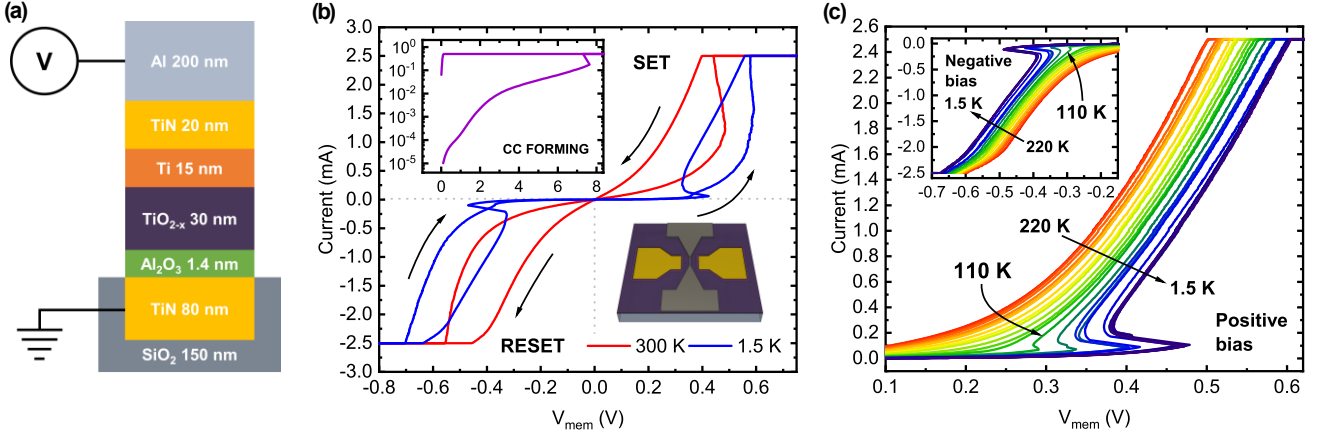 (a)
V
Al 200 nm
TiN 20 nm
Ti 15 nm
TiO2-x 30 nm
Al2O3 1.4 nm
TiN 80 nm
SiO2 150 nm
(b)
Current (mA)
3.0
2.5
2.0
1.5
1.0
0.5
0.0
-0.5
-1.0
-1.5
-2.0
-2.5
-3.0
10^0
10^-1
10^-2
10^-3
10^-4
10^-5
CC FORMING
0 2 4 6 8
SET
RESET
300 K
1.5 K
-0.8 -0.6 -0.4 -0.2 0.0 0.2 0.4 0.6
Vmem (V)
(c)
Current (mA)
2.6
2.4
2.2
2.0
1.8
1.6
1.4
1.2
1.0
0.8
0.6
0.4
0.2
0.0
0.0
-0.5
-1.0
-1.5
-2.0
-2.5
Negative
bias
1.5 K
110 K
220 K
-0.7 -0.6 -0.5 -0.4 -0.3 -0.2
220 K
110 K
1.5 K
Positive
bias
0.1 0.2 0.3 0.4 0.5 0.6
Vmem (V)